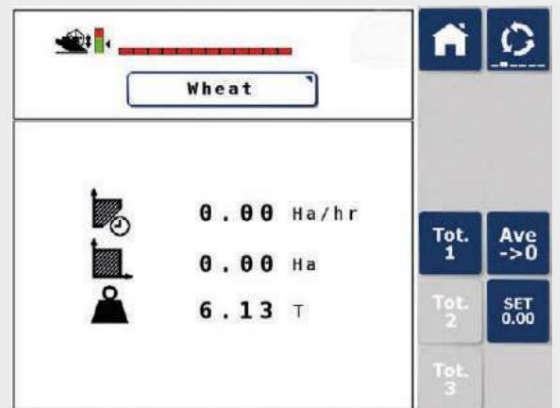 Wheat
0.00 Ha/hr
0.00 Ha
6.13 T
Tot.
1
Ave
->0
Tot.
2
SET
0.00
Tot.
3